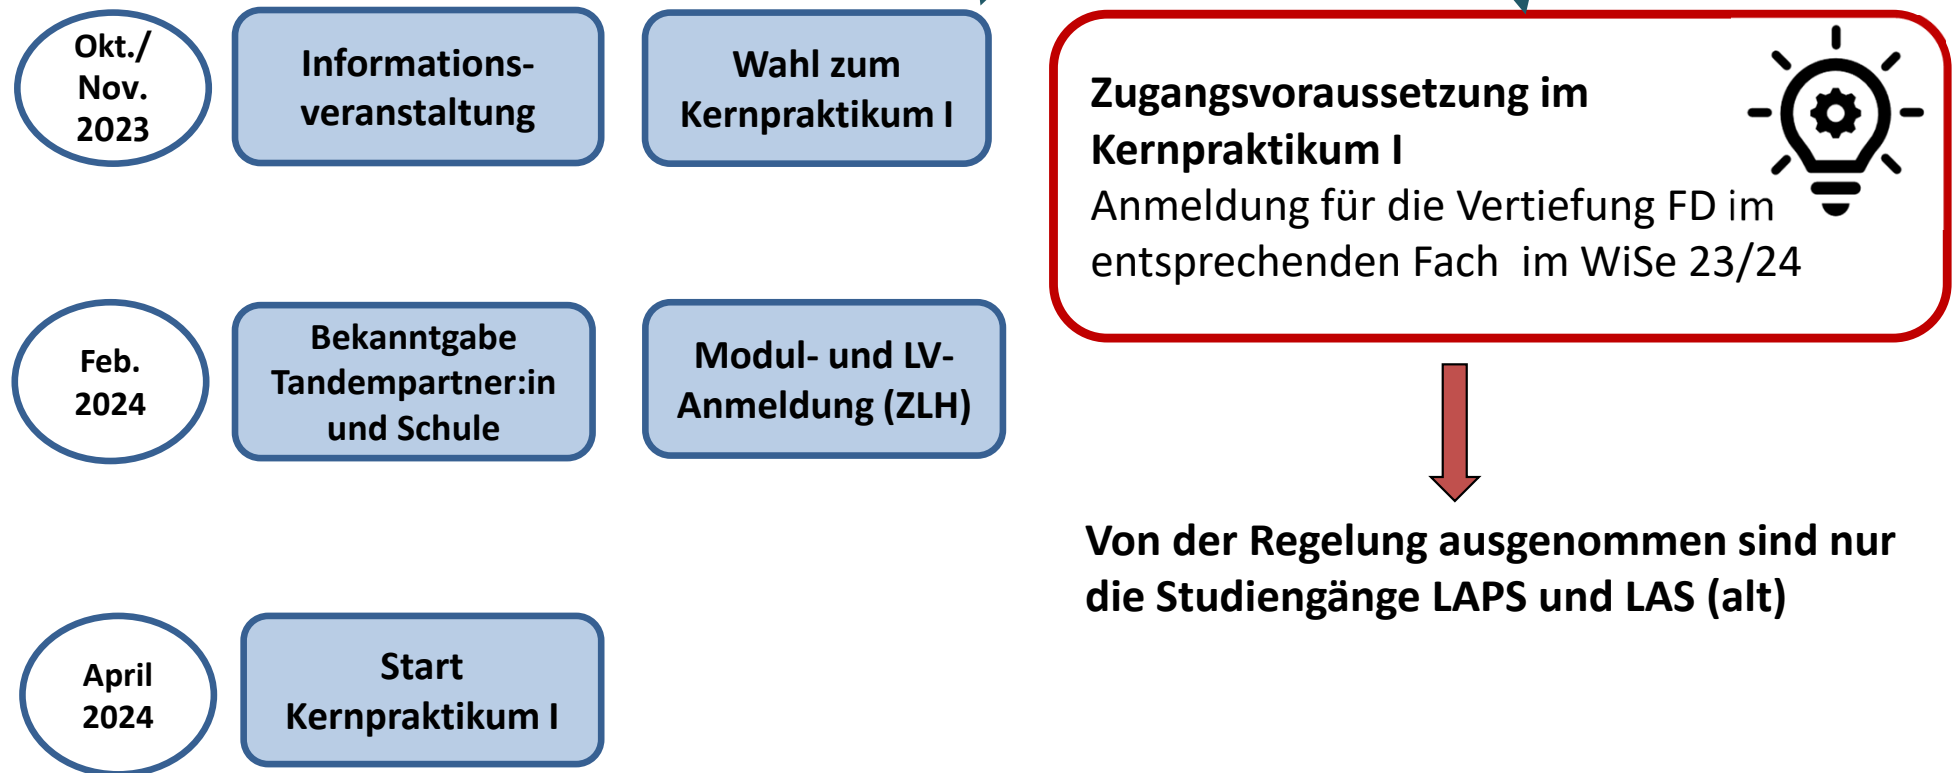 Okt./
Nov.
2023
Informations-
veranstaltung
Wahl zum
Kernpraktikum I
Zugangsvoraussetzung im
Kernpraktikum I
Anmeldung für die Vertiefung FD im
entsprechenden Fach im WiSe 23/24
Feb.
2024
Bekanntgabe
Tandempartner:in
und Schule
Modul- und LV-
Anmeldung (ZLH)
Von der Regelung ausgenommen sind nur
die Studiengänge LAPS und LAS (alt)
April
2024
Start
Kernpraktikum I